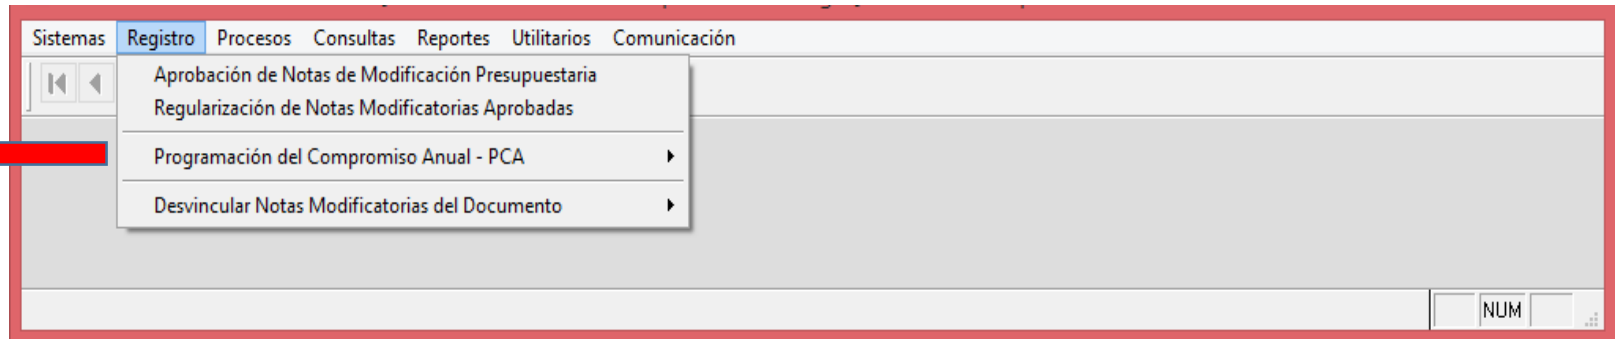 Sistemas Registro Procesos Consultas Reportes Utilitarios Comunicación
Aprobación de Notas de Modificación Presupuestaria
Regularización de Notas Modificatorias Aprobadas
Programación del Compromiso Anual - PCA
Desvincular Notas Modificatorias del Documento
NUM